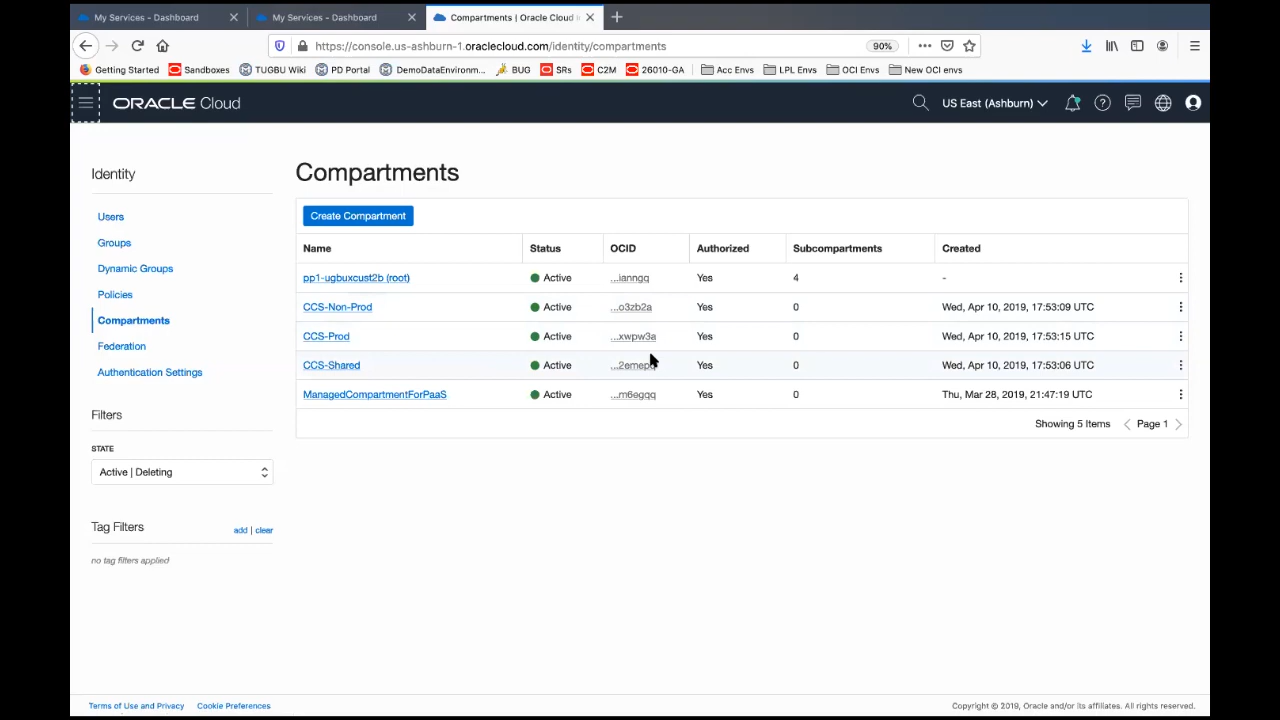 My Services - Dashboard
My Services - Dashboard
Compartments | Oracle Cloud I
https://console.us-ashburn-1.oraclecloud.com/identity/compartments
90%
Getting Started
Sandboxes
TUGBU Wiki
PD Portal
DemoDataEnvironm...
BUG
SRs
C2M
26010-GA
Acc Envs
LPL Envs
OCI Envs
New OCI envs
ORACLE Cloud
US East (Ashburn)
Identity
Users
Groups
Dynamic Groups
Policies
Compartments
Federation
Authentication Settings
Filters
STATE
Active | Deleting
Tag Filters
add | clear
no tag filters applied
Compartments
Create Compartment
Name Status OCID Authorized Subcompartments Created
pp1-ugbuxcust2b (root) Active ...ianngq Yes 4 -
CCS-Non-Prod Active ...o3zb2a Yes 0 Wed, Apr 10, 2019, 17:53:09 UTC
CCS-Prod Active ...xwpw3a Yes 0 Wed, Apr 10, 2019, 17:53:15 UTC
CCS-Shared Active Yes 0 Wed, Apr 10, 2019, 17:53:06 UTC
ManagedCompartmentForPaaS Active ...m6egqq Yes 0 Thu, Mar 28, 2019, 21:47:19 UTC
Showing 5 Items < Page 1 >
Terms of Use and Privacy Cookie Preferences
Copyright © 2019, Oracle and/or its affiliates. All rights reserved.